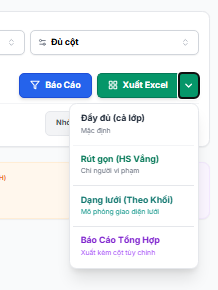 Đủ cột
Báo Cáo
Xuất Excel
Đầy đủ (cả lớp)
Mặc định
Rút gọn (HS Vắng)
Chỉ người vi phạm
Dạng lưới (Theo Khối)
Mô phỏng giao diện lưới
Báo Cáo Tổng Hợp
Xuất kèm cột tùy chỉnh